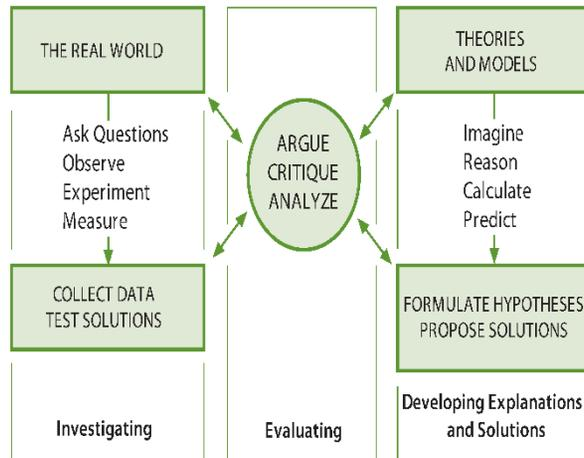 THE REAL WORLD
Ask Questions
Observe
Experiment
Measure
COLLECT DATA
TEST SOLUTIONS
Investigating
ARGUE
CRITIQUE
ANALYZE
Evaluating
THEORIES
AND MODELS
Imagine
Reason
Calculate
Predict
FORMULATE HYPOTHESES
PROPOSE SOLUTIONS
Developing Explanations
and Solutions